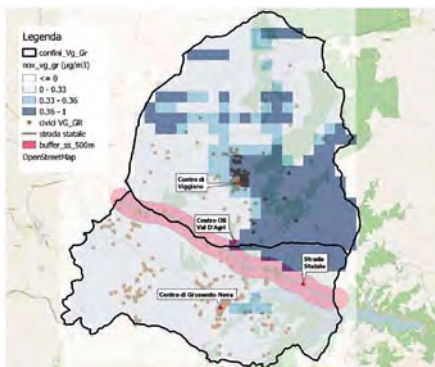 Legenda
confini_Vg_Gr
nox_vg_gr (µg/m3)
<= 0
0 - 0.33
0.33 - 0.36
0.36 - 1
civici VG_GR
strada statale
buffer_ss_500m
OpenStreetMap
Centro di
Viggiano
Centro Oli
Val D'Agri
Strada
Statale
Centro di Grumento Nova